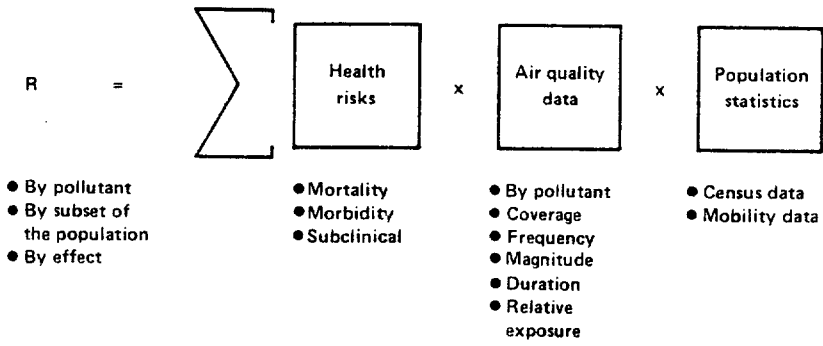 R = Σ Health risks x Air quality data x Population statistics
● By pollutant
● By subset of
the population
● By effect
● Mortality
● Morbidity
● Subclinical
● By pollutant
● Coverage
● Frequency
● Magnitude
● Duration
● Relative
exposure
● Census data
● Mobility data